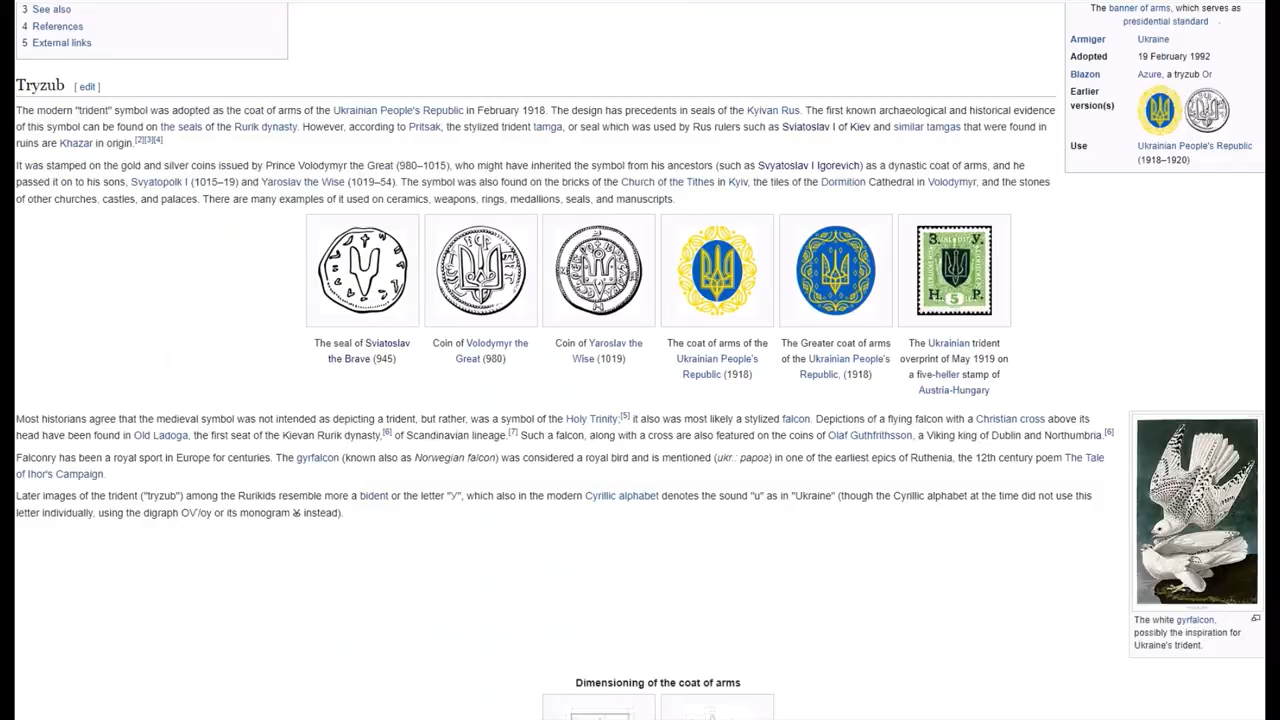 3 See also
4 References
5 External links
The banner of arms, which serves as
presidential standard
Armiger Ukraine
Adopted 19 February 1992
Blazon Azure, a tryzub Or
Earlier
version(s)
Use Ukrainian People's Republic
(1918–1920)
Tryzub [ edit ]
The modern "trident" symbol was adopted as the coat of arms of the Ukrainian People's Republic in February 1918. The design has precedents in seals of the Kyivan Rus. The first known archaeological and historical evidence
of this symbol can be found on the seals of the Rurik dynasty. However, according to Pritsak, the stylized trident tamga, or seal which was used by Rus rulers such as Sviatoslav I of Kiev and similar tamgas that were found in
ruins are Khazar in origin.[2][3][4]
It was stamped on the gold and silver coins issued by Prince Volodymyr the Great (980–1015), who might have inherited the symbol from his ancestors (such as Svyatoslav I Igorevich) as a dynastic coat of arms, and he
passed it on to his sons, Svyatopolk I (1015–19) and Yaroslav the Wise (1019–54). The symbol was also found on the bricks of the Church of the Tithes in Kyiv, the tiles of the Dormition Cathedral in Volodymyr, and the stones
of other churches, castles, and palaces. There are many examples of it used on ceramics, weapons, rings, medallions, seals, and manuscripts.
З У.
Н. 5 Р.
The seal of Sviatoslav
the Brave (945)
Coin of Volodymyr the
Great (980)
Coin of Yaroslav the
Wise (1019)
The coat of arms of the
Ukrainian People's
Republic (1918)
The Greater coat of arms
of the Ukrainian People's
Republic, (1918)
The Ukrainian trident
overprint of May 1919 on
a five-heller stamp of
Austria-Hungary
Most historians agree that the medieval symbol was not intended as depicting a trident, but rather, was a symbol of the Holy Trinity;[5] it also was most likely a stylized falcon. Depictions of a flying falcon with a Christian cross above its
head have been found in Old Ladoga, the first seat of the Kievan Rurik dynasty,[6] of Scandinavian lineage.[7] Such a falcon, along with a cross are also featured on the coins of Olaf Guthfrithsson, a Viking king of Dublin and Northumbria.[6]
Falconry has been a royal sport in Europe for centuries. The gyrfalcon (known also as Norwegian falcon) was considered a royal bird and is mentioned (ukr.: рарог) in one of the earliest epics of Ruthenia, the 12th century poem The Tale
of Ihor's Campaign.
Later images of the trident ("tryzub") among the Rurikids resemble more a bident or the letter "У", which also in the modern Cyrillic alphabet denotes the sound "u" as in "Ukraine" (though the Cyrillic alphabet at the time did not use this
letter individually, using the digraph ОѴ/оу or its monogram Ꙋ instead).
The white gyrfalcon,
possibly the inspiration for
Ukraine's trident.
Dimensioning of the coat of arms